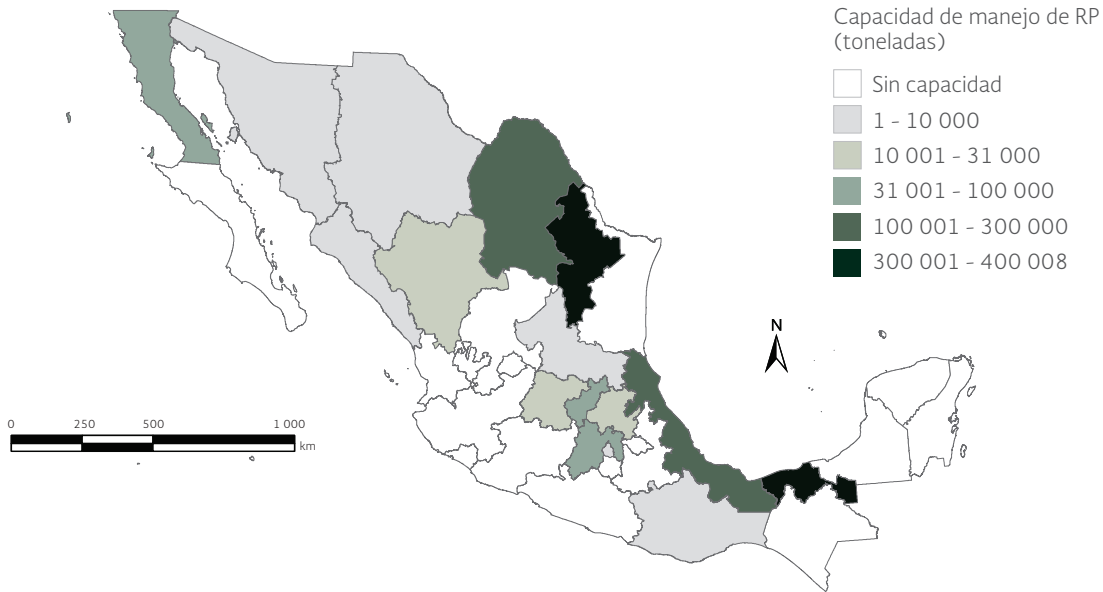 Capacidad de manejo de RP
(toneladas)
Sin capacidad
1 - 10 000
10 001 - 31 000
31 001 - 100 000
100 001 - 300 000
300 001 - 400 008
N
0 250 500 1 000
km